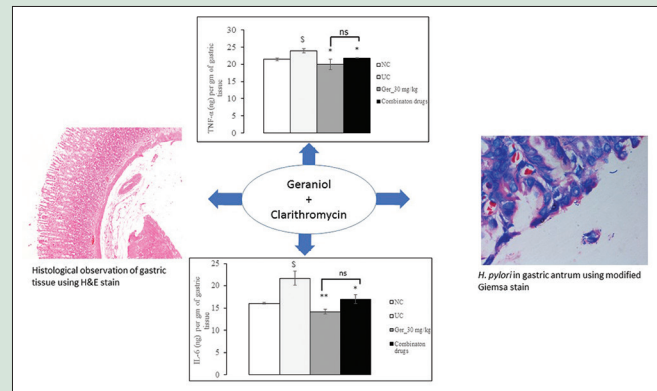 ns
$
*
*
TNF-α (ng) per gm of gastric
tissue
30
25
20
15
10
5
0
NC
UC
Ger_30 mg/kg
Combinaton drugs
Geraniol
+
Clarithromycin
Histological observation of gastric
tissue using H&E stain
H. pylori in gastric antrum using modified
Giemsa stain
ns
$
**
*
IL-6 (ng) per gm of gastric
tissue
25
20
15
10
5
0
NC
UC
Ger_30 mg/kg
Combinaton drugs